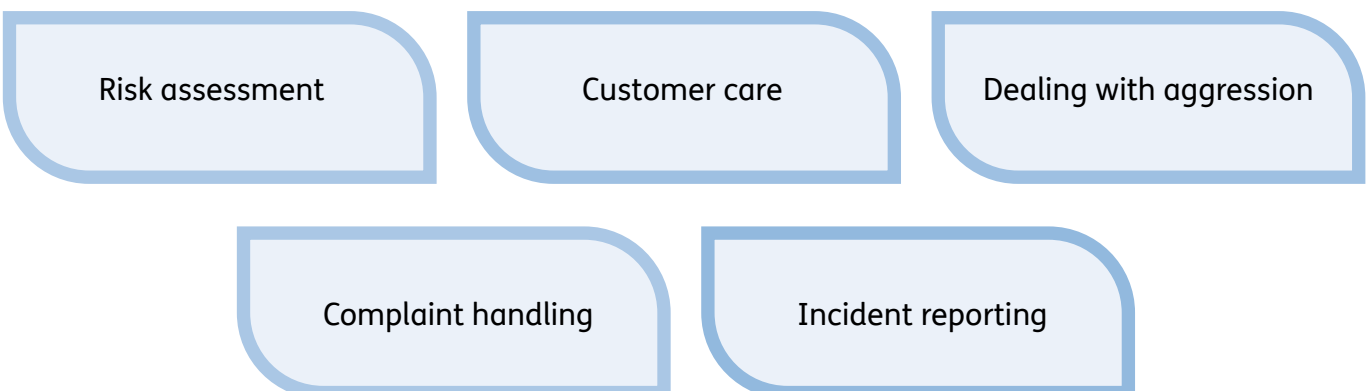 Risk assessment
Customer care
Dealing with aggression
Complaint handling
Incident reporting